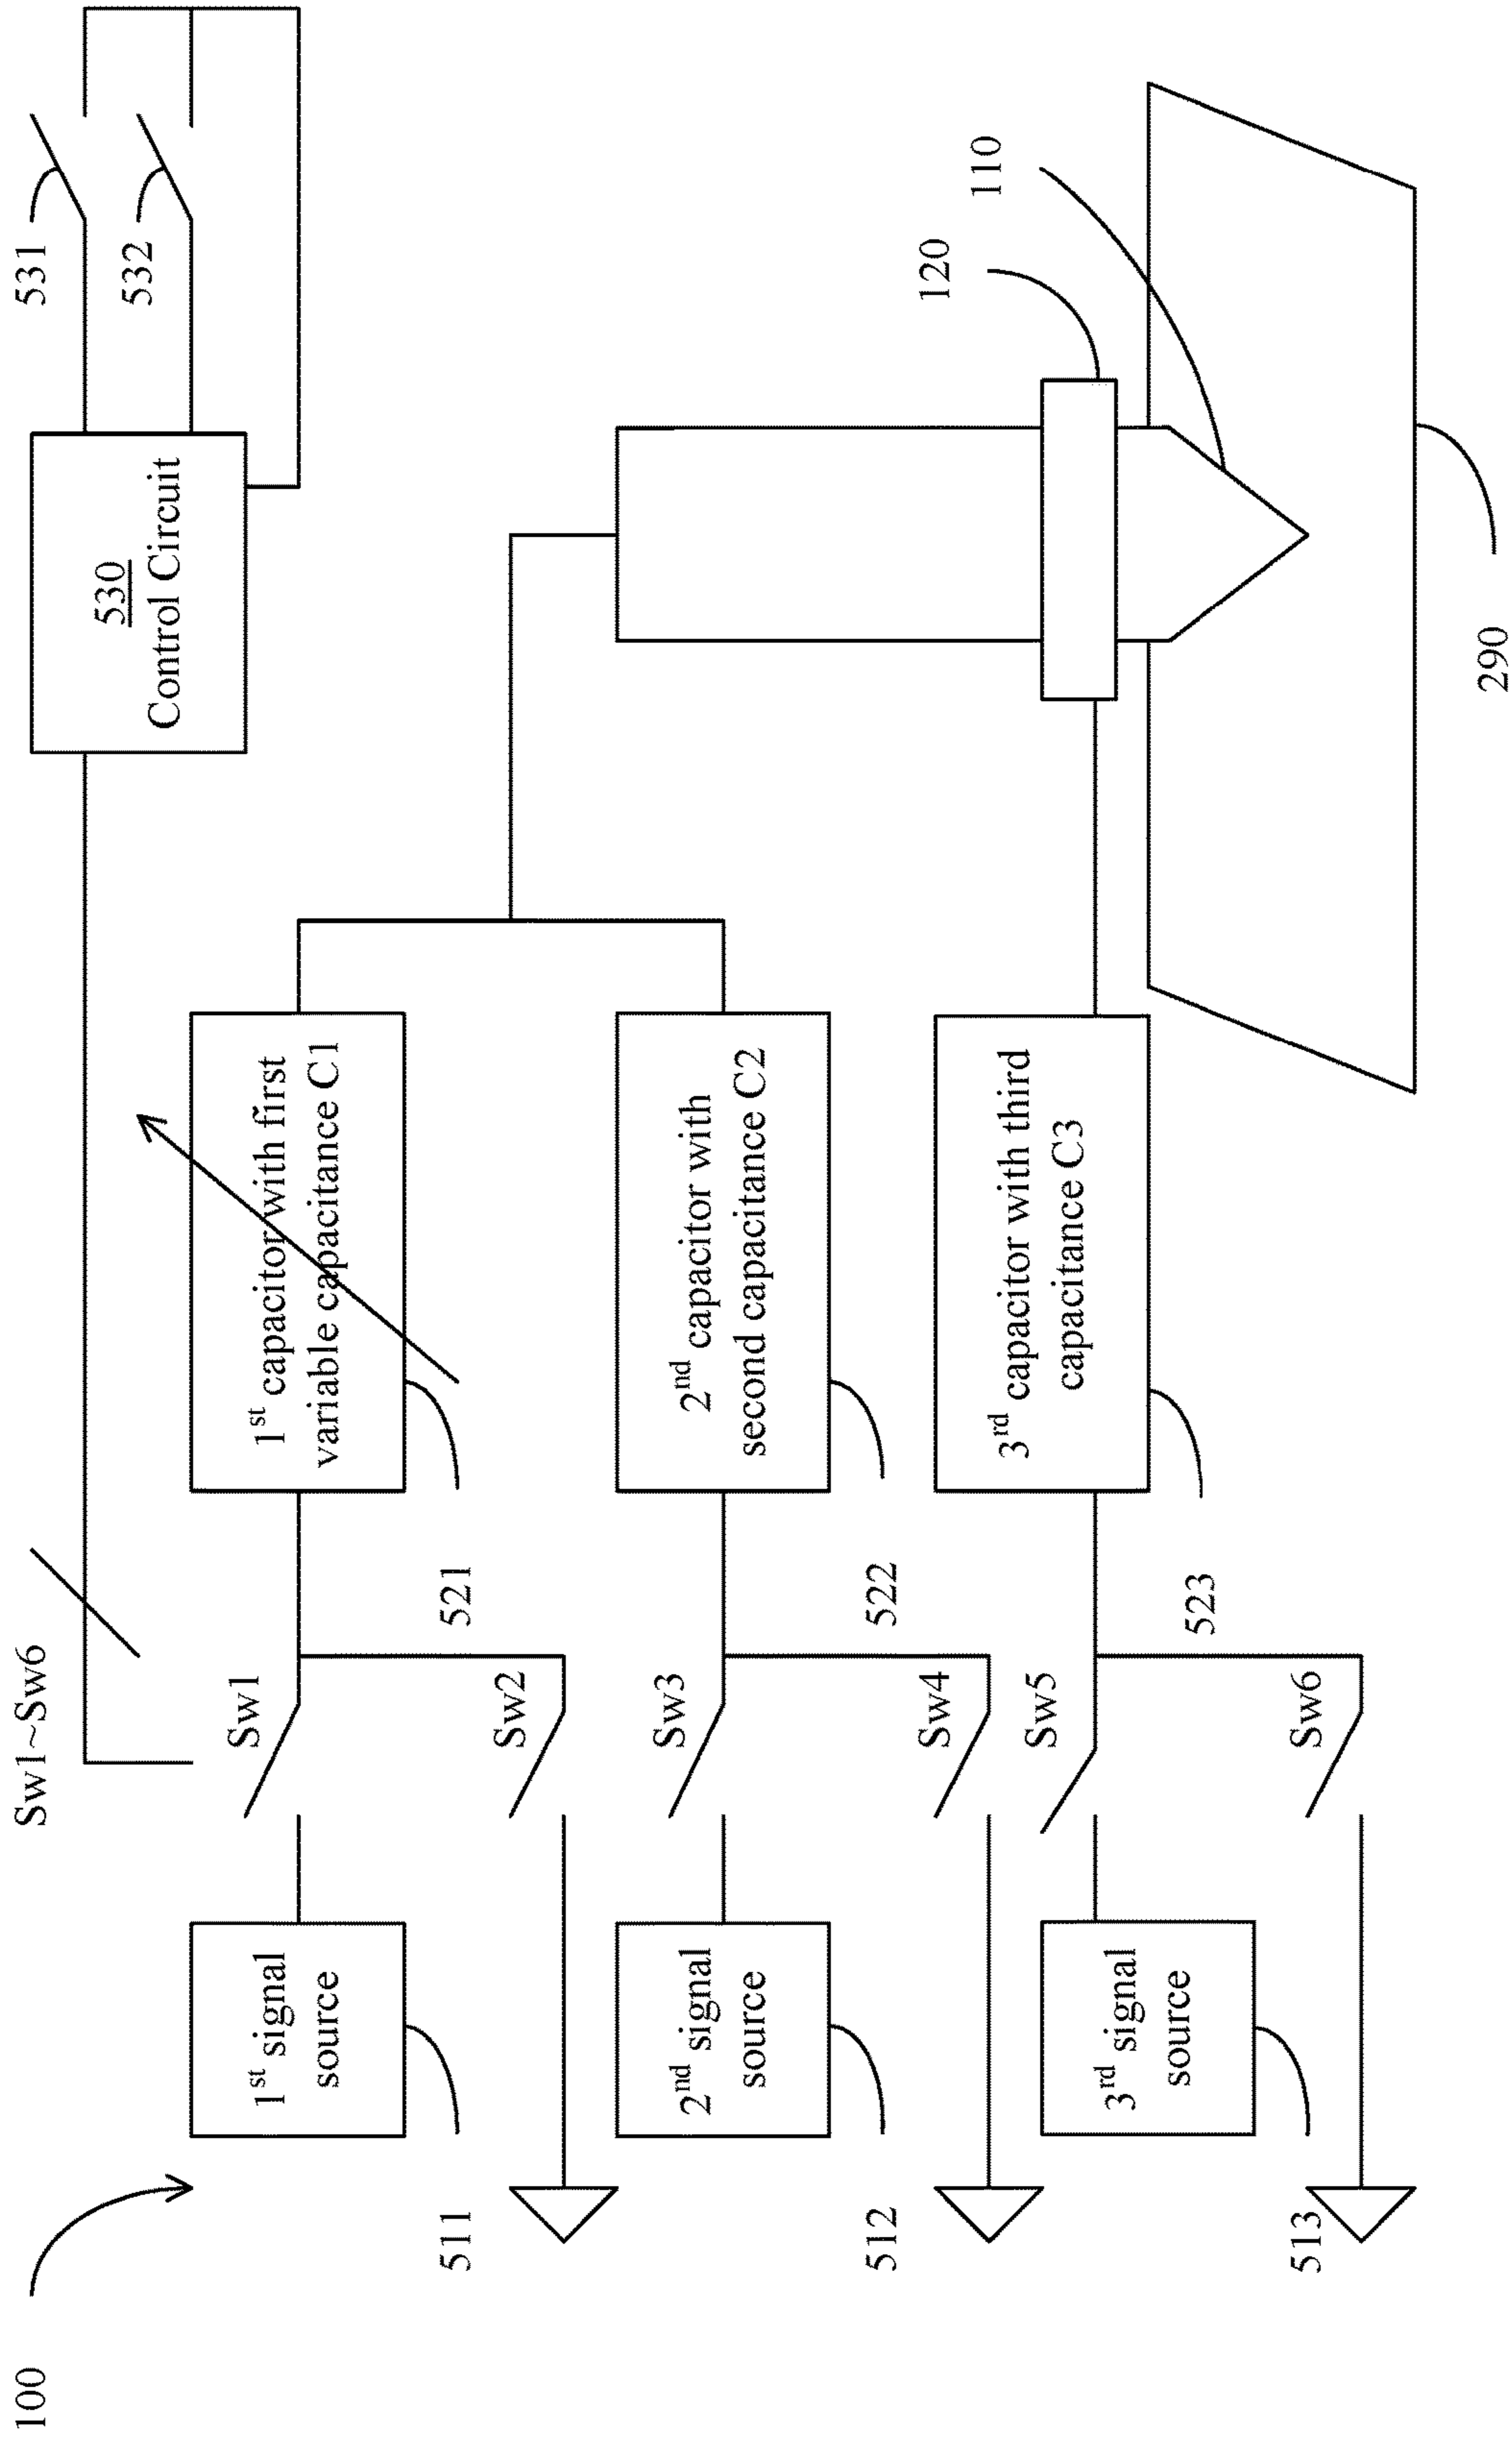 100
Sw1~Sw6
530
Control Circuit
531
532
1st signal
source
511
Sw1
Sw2
1st capacitor with first
variable capacitance C1
521
2nd signal
source
512
Sw3
Sw4
2nd capacitor with
second capacitance C2
522
3rd signal
source
513
Sw5
Sw6
3rd capacitor with third
capacitance C3
523
120
110
290